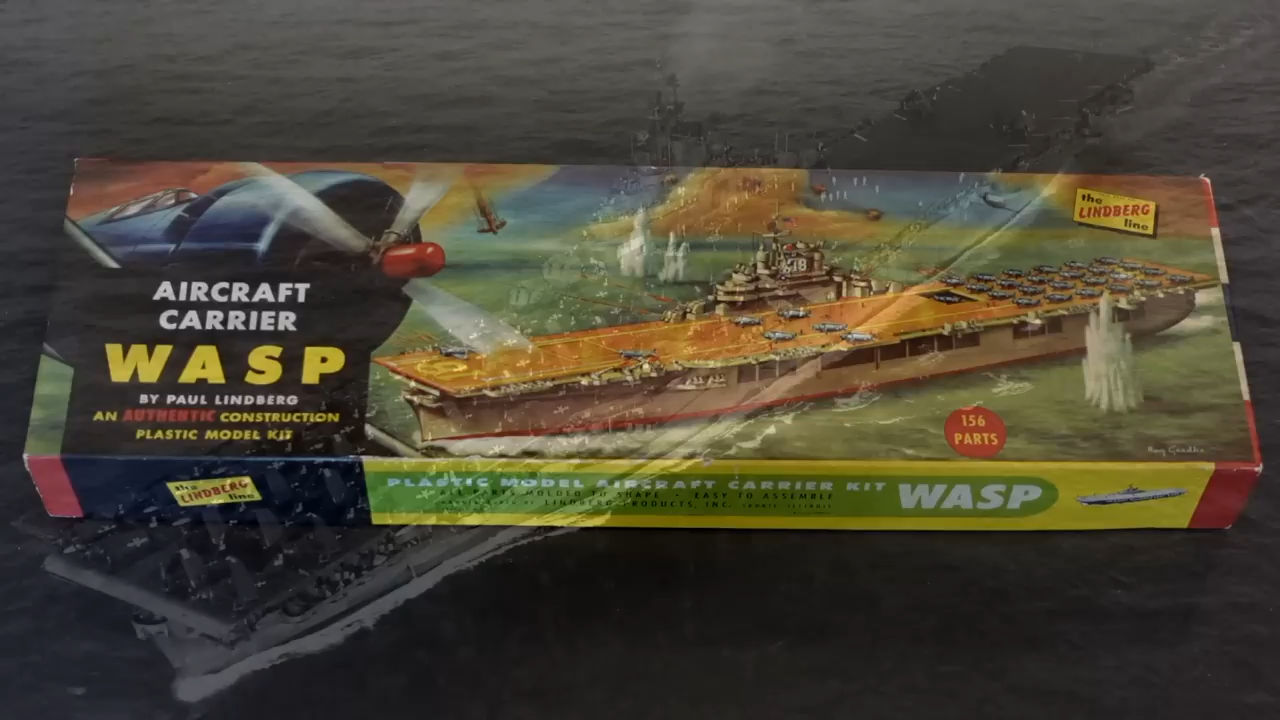 the
LINDBERG
line
18
AIRCRAFT
CARRIER
WASP
BY PAUL LINDBERG
AN AUTHENTIC CONSTRUCTION
PLASTIC MODEL KIT
156
PARTS
the
LINDBERG
line
PLASTIC MODEL AIRCRAFT CARRIER KIT
ALL PARTS MOLDED TO SHAPE · EASY TO ASSEMBLE
LINDBERG PRODUCTS, INC.
WASP